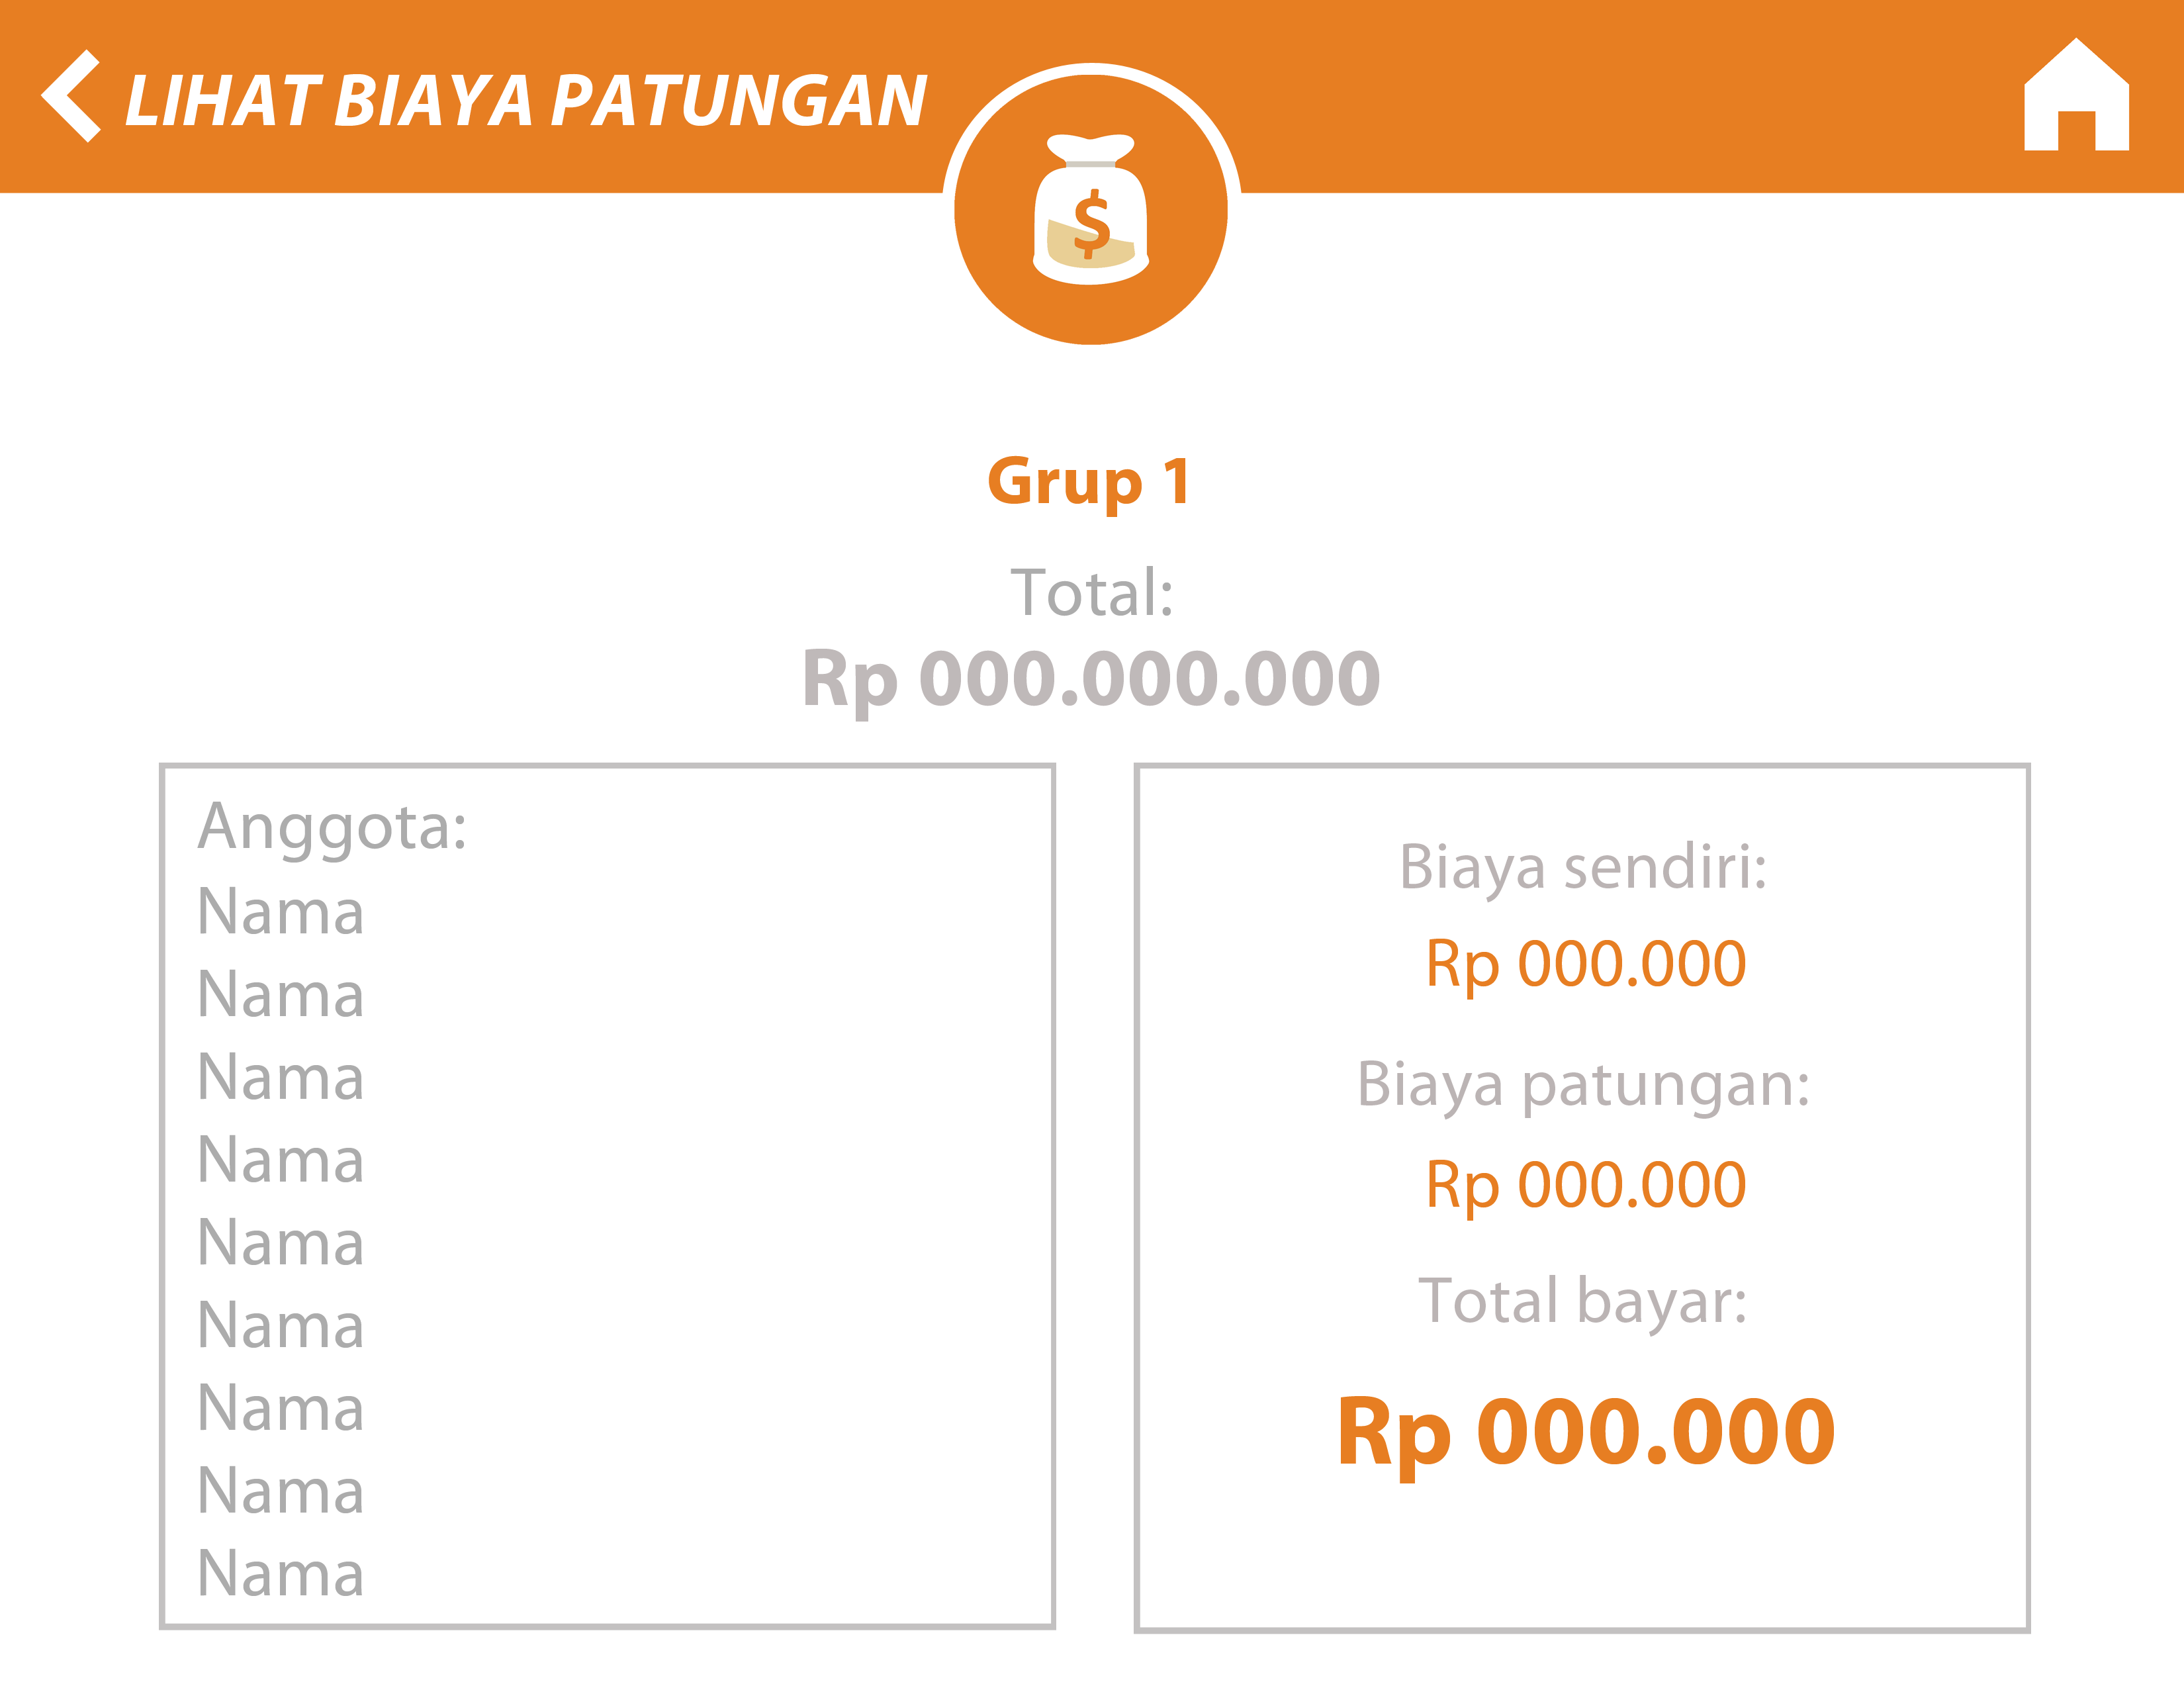 LIHAT BIAYA PATUNGAN
$
Grup 1
Total:
Rp 000.000.000
Anggota:
Nama
Nama
Nama
Nama
Nama
Nama
Nama
Nama
Nama
Biaya sendiri:
Rp 000.000
Biaya patungan:
Rp 000.000
Total bayar:
Rp 000.000